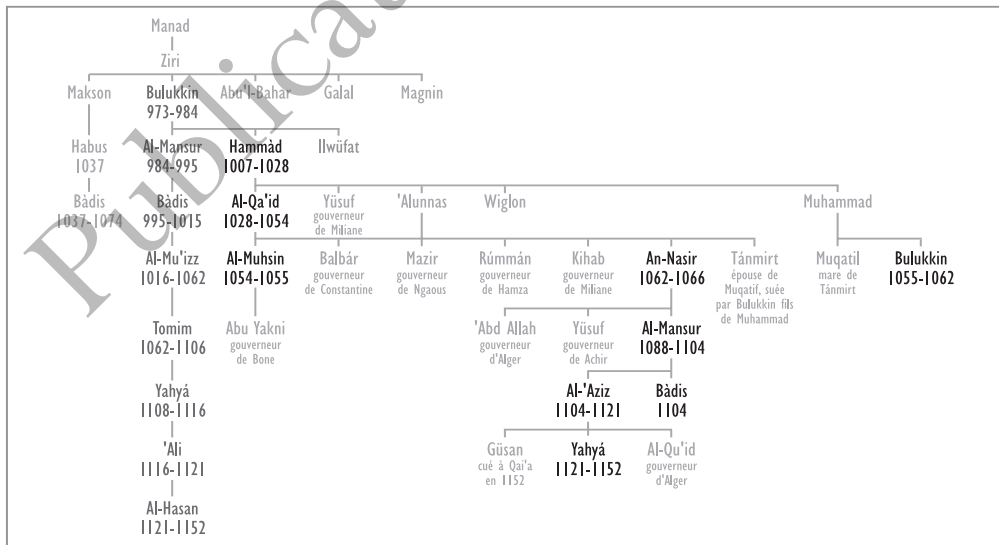 Manad
Ziri
Makson Bulukkin Abu'l-Bahar Galal Magnin
973-984
Habus Al-Mansur Hammàd Ilwüfat
1037 984-995 1007-1028
Bàdis Bàdis Al-Qa'id Yüsuf 'Alunnas Wiglon Muhammad
1037-1074 995-1015 1028-1054 gouverneur
de Miliane
Al-Mu'izz Al-Muhsin Balbár Mazir Rúmmán Kihab An-Nasir Tánmirt Muqatil Bulukkin
1016-1062 1054-1055 gouverneur gouverneur gouverneur gouverneur 1062-1066 épouse de mare de 1055-1062
de Constantine de Ngaous de Hamza de Miliane Muqatif, suée Tánmirt
par Bulukkin fils
de Muhammad
Tomim Abu Yakni 'Abd Allah Yüsuf Al-Mansur
1062-1106 gouverneur gouverneur gouverneur 1088-1104
de Bone d'Alger de Achir
Yahyá Al-'Aziz Bàdis
1108-1116 1104-1121 1104
'Ali Güsan Yahyá Al-Qu'id
1116-1121 cué à Qai'a 1121-1152 gouverneur
en 1152 d'Alger
Al-Hasan
1121-1152
Publica